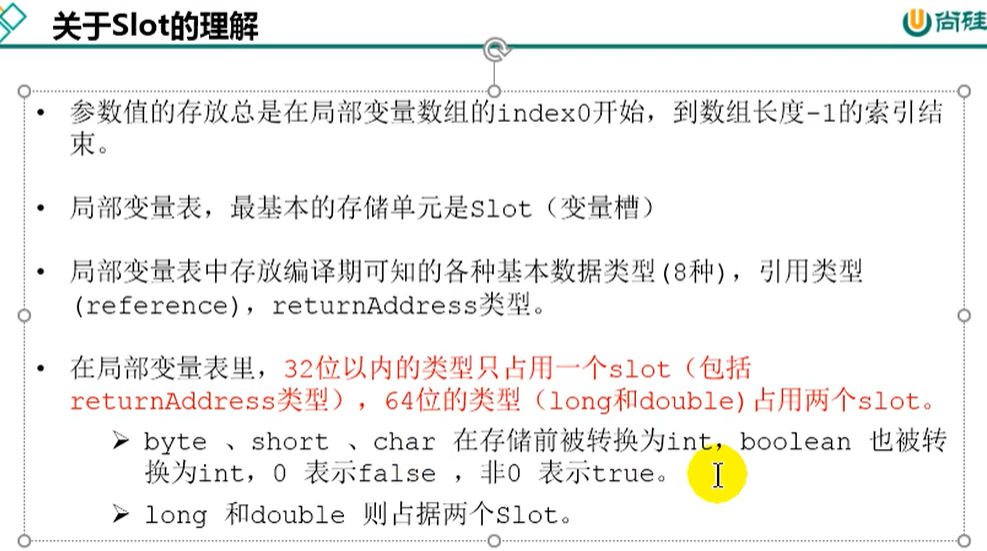 关于Slot的理解
尚硅
• 参数值的存放总是在局部变量数组的index0开始，到数组长度-1的索引结
束。
• 局部变量表，最基本的存储单元是Slot（变量槽）
• 局部变量表中存放编译期可知的各种基本数据类型(8种)，引用类型
(reference)，returnAddress类型。
• 在局部变量表里，32位以内的类型只占用一个slot（包括
returnAddress类型），64位的类型（long和double)占用两个slot。
➢ byte 、short 、char 在存储前被转换为int，boolean 也被转
换为int，0 表示false ，非0 表示true。
➢ long 和double 则占据两个Slot。